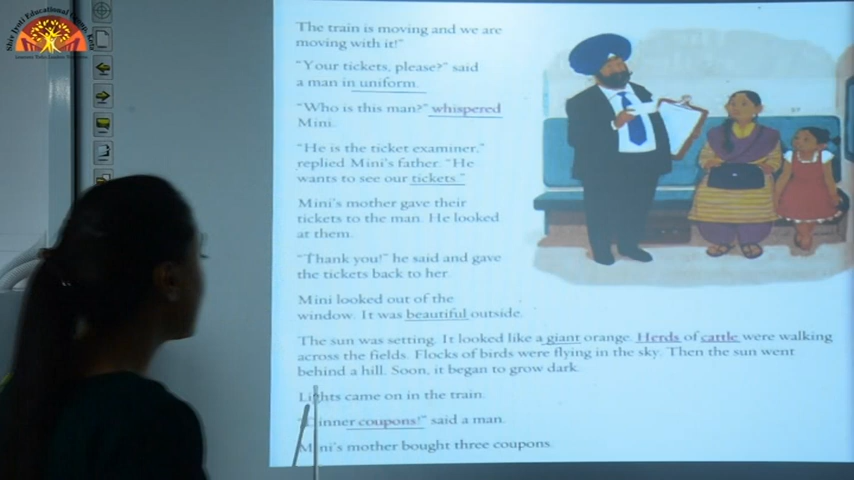 Shiv Jyoti Educational Group, Kota
The train is moving and we are
moving with it!"
"Your tickets, please?" said
a man in uniform.
"Who is this man?" whispered
Mini.
"He is the ticket examiner,"
replied Mini's father. "He
wants to see our tickets."
Mini's mother gave their
tickets to the man. He looked
at them.
"Thank you!" he said and gave
the tickets back to her.
Mini looked out of the
window. It was beautiful outside.
The sun was setting. It looked like a giant orange. Herds of cattle were walking
across the fields. Flocks of birds were flying in the sky. Then the sun went
behind a hill. Soon, it began to grow dark.
Lights came on in the train.
"Dinner coupons!" said a man.
Mini's mother bought three coupons.